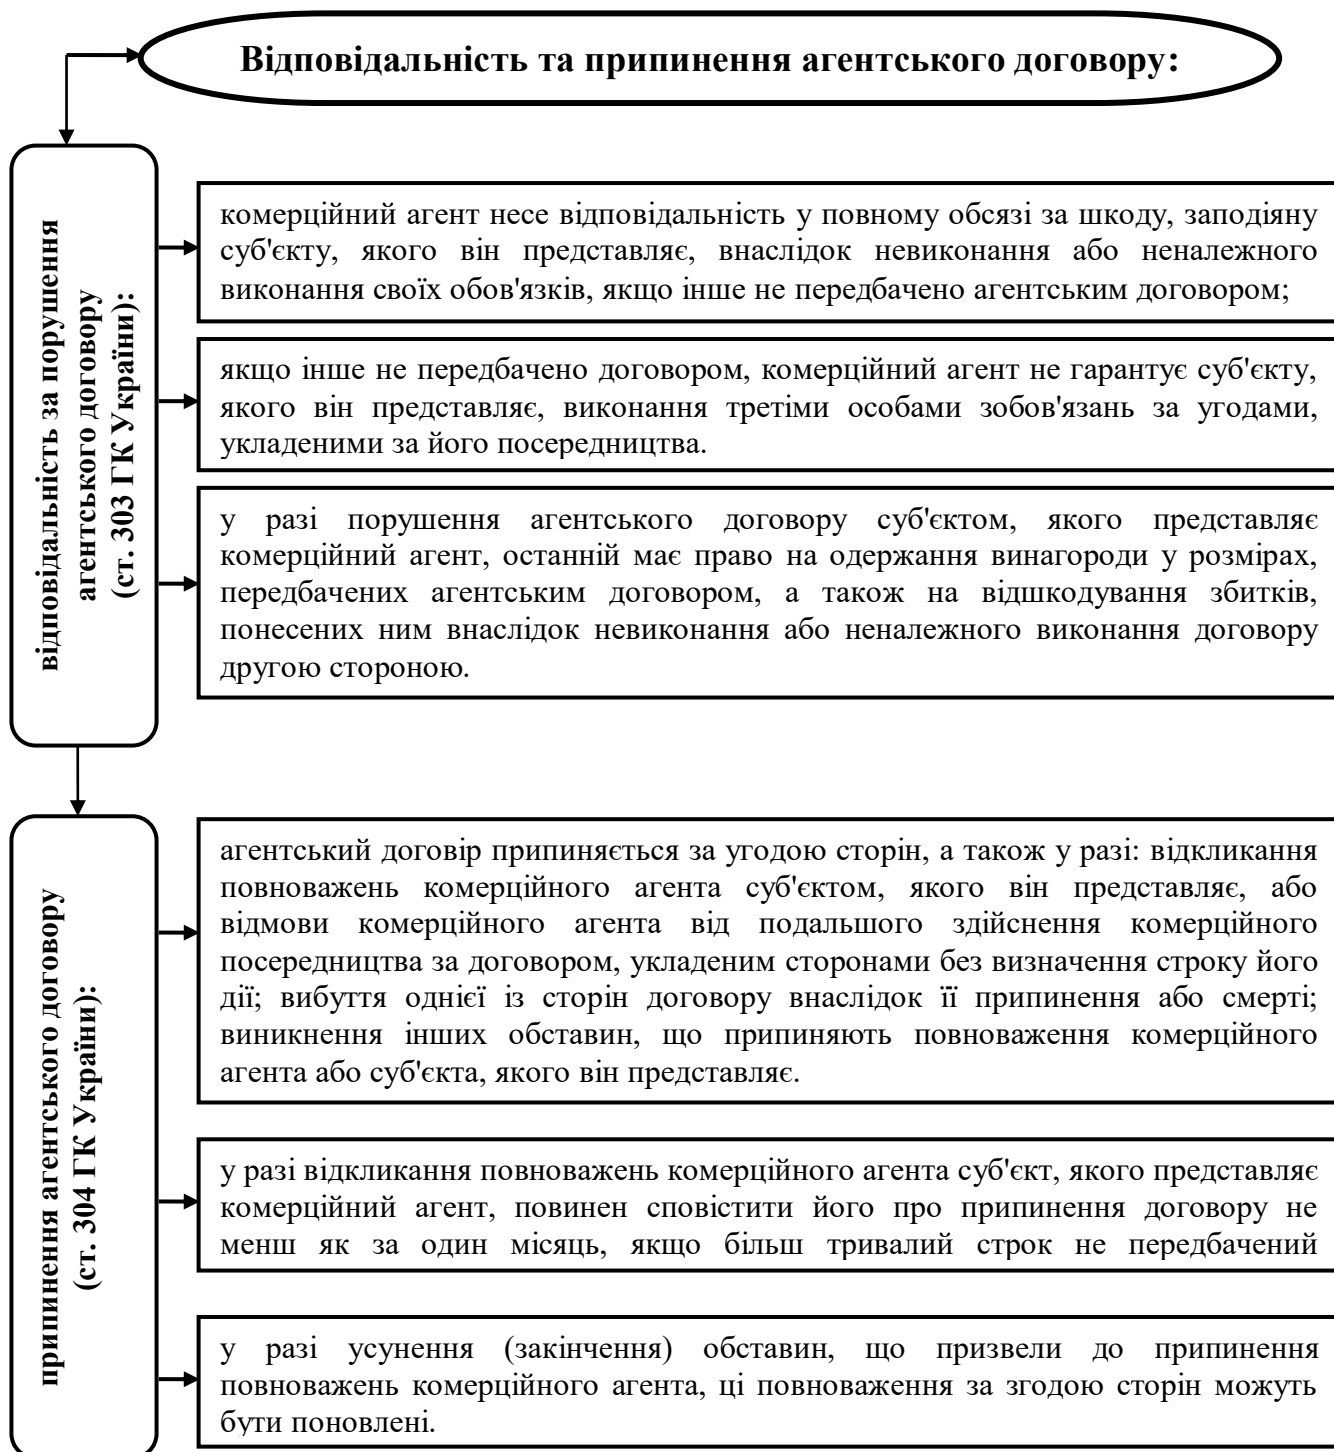 Відповідальність та припинення агентського договору:
відповідальність за порушення
агентського договору
(ст. 303 ГК України):
комерційний агент несе відповідальність у повному обсязі за шкоду, заподіяну
суб'єкту, якого він представляє, внаслідок невиконання або неналежного
виконання своїх обов'язків, якщо інше не передбачено агентським договором;
якщо інше не передбачено договором, комерційний агент не гарантує суб'єкту,
якого він представляє, виконання третіми особами зобов'язань за угодами,
укладеними за його посередництва.
у разі порушення агентського договору суб'єктом, якого представляє
комерційний агент, останній має право на одержання винагороди у розмірах,
передбачених агентським договором, а також на відшкодування збитків,
понесених ним внаслідок невиконання або неналежного виконання договору
другою стороною.
припинення агентського договору
(ст. 304 ГК України):
агентський договір припиняється за угодою сторін, а також у разі: відкликання
повноважень комерційного агента суб'єктом, якого він представляє, або
відмови комерційного агента від подальшого здійснення комерційного
посередництва за договором, укладеним сторонами без визначення строку його
дії; вибуття однієї із сторін договору внаслідок її припинення або смерті;
виникнення інших обставин, що припиняють повноваження комерційного
агента або суб'єкта, якого він представляє.
у разі відкликання повноважень комерційного агента суб'єкт, якого представляє
комерційний агент, повинен сповістити його про припинення договору не
менш як за один місяць, якщо більш тривалий строк не передбачений
у разі усунення (закінчення) обставин, що призвели до припинення
повноважень комерційного агента, ці повноваження за згодою сторін можуть
бути поновлені.